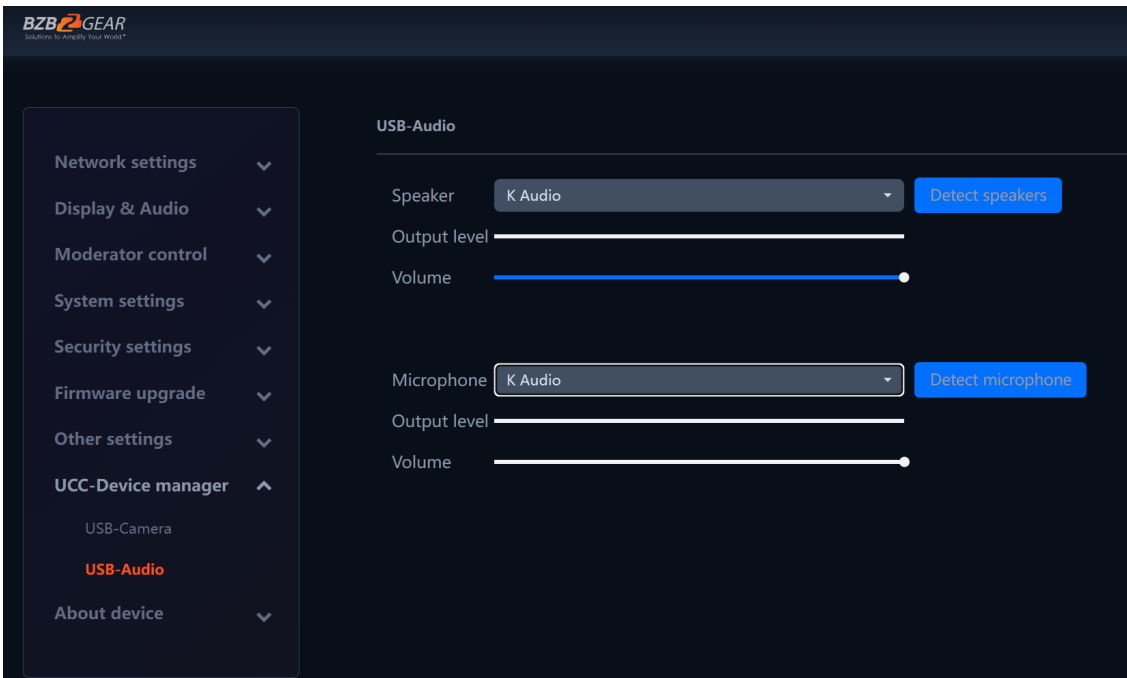 BZBGEAR
Solutions to Amplify Your World™
Network settings
Display & Audio
Moderator control
System settings
Security settings
Firmware upgrade
Other settings
UCC-Device manager
USB-Camera
USB-Audio
About device
USB-Audio
Speaker K Audio Detect speakers
Output level
Volume
Microphone K Audio Detect microphone
Output level
Volume